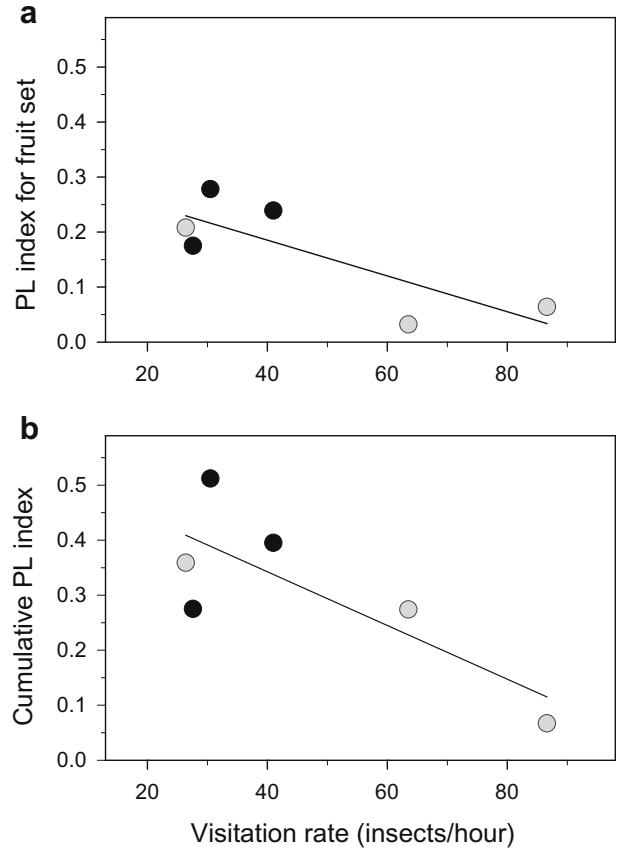 a
PL index for fruit set
0.5
0.4
0.3
0.2
0.1
0.0
20 40 60 80
b
Cumulative PL index
0.5
0.4
0.3
0.2
0.1
0.0
20 40 60 80
Visitation rate (insects/hour)